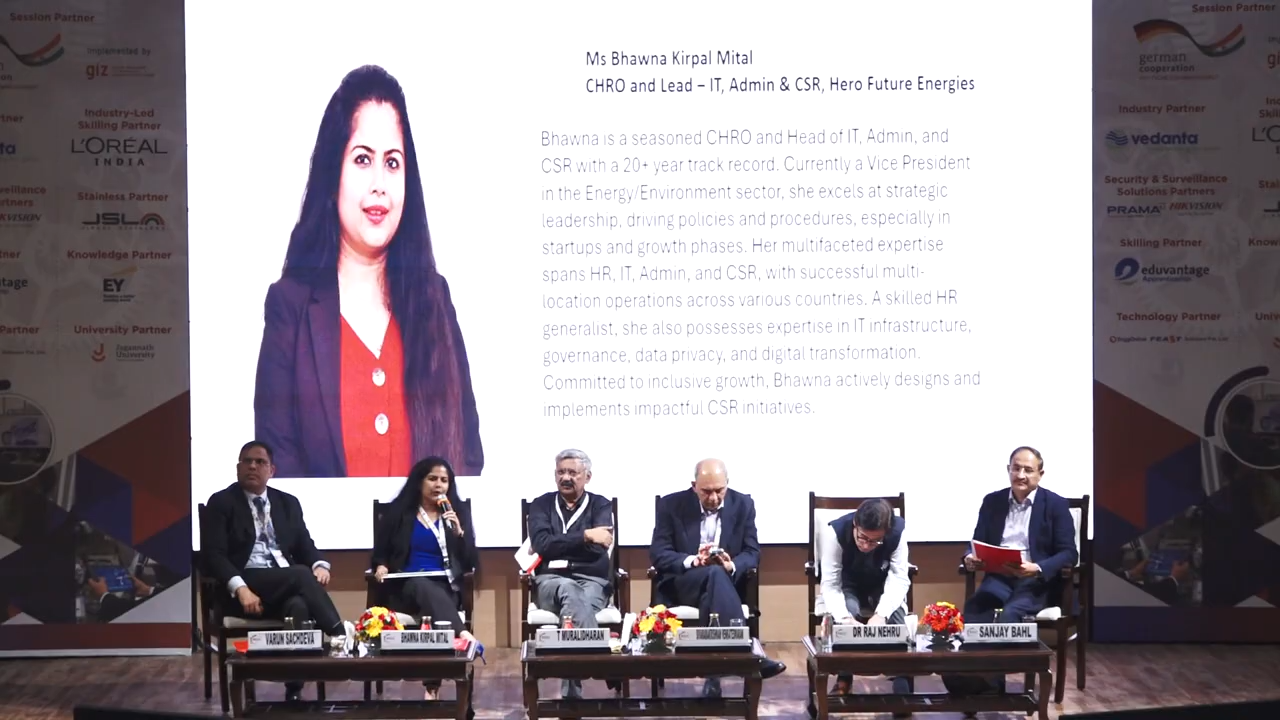 Ms Bhawna Kirpal Mital
CHRO and Lead – IT, Admin & CSR, Hero Future Energies
Bhawna is a seasoned CHRO and Head of IT, Admin, and
CSR with a 20+ year track record. Currently a Vice President
in the Energy/Environment sector, she excels at strategic
leadership, driving policies and procedures, especially in
startups and growth phases. Her multifaceted expertise
spans HR, IT, Admin, and CSR, with successful multi-
location operations across various countries. A skilled HR
generalist, she also possesses expertise in IT infrastructure,
governance, data privacy, and digital transformation.
Committed to inclusive growth, Bhawna actively designs and
implements impactful CSR initiatives.
Session Partner
Implemented by
giz
Industry-Led
Skilling Partner
L'ORÉAL
INDIA
Stainless Partner
JSL
Knowledge Partner
EY
University Partner
Jagannath
University
Session Partner
german
cooperation
Industry Partner
vedanta
Security & Surveillance
Solutions Partners
PRAMA HIKVISION
Skilling Partner
eduvantage
Technology Partner
VARUN SACHDEVA
BHAWNA KIRPAL MITAL
T MURALIDHARAN
DR RAJ NEHRU
SANJAY BAHL